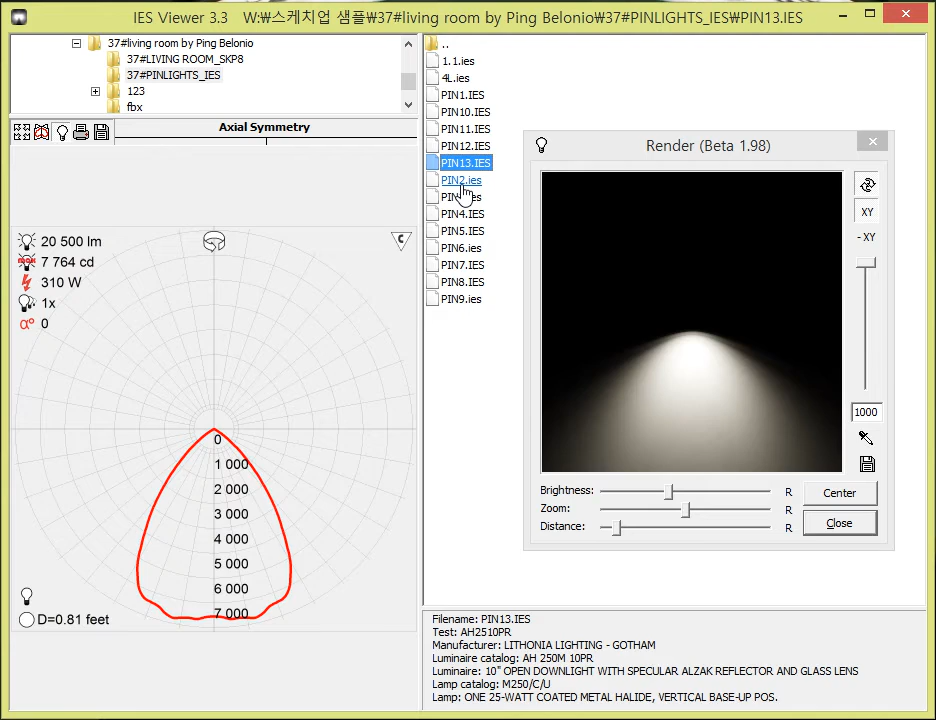 IES Viewer 3.3 W:₩스케치업 샘플₩37#living room by Ping Belonio₩37#PINLIGHTS_IES₩PIN13.IES
37#living room by Ping Belonio
37#LIVING ROOM_SKP8
37#PINLIGHTS_IES
123
fbx
Axial Symmetry
20 500 lm
7 764 cd
310 W
1x
α° 0
C
0
1 000
2 000
3 000
4 000
5 000
6 000
7 000
D=0.81 feet
..
1.1.ies
4L.ies
PIN1.IES
PIN10.IES
PIN11.IES
PIN12.IES
PIN13.IES
PIN2.ies
PIN4.IES
PIN5.IES
PIN6.ies
PIN7.IES
PIN8.IES
PIN9.ies
Render (Beta 1.98)
XY
- XY
1000
Brightness: R
Zoom: R
Distance: R
Center
Close
Filename: PIN13.IES
Test: AH2510PR
Manufacturer: LITHONIA LIGHTING - GOTHAM
Luminaire catalog: AH 250M 10PR
Luminaire: 10" OPEN DOWNLIGHT WITH SPECULAR ALZAK REFLECTOR AND GLASS LENS
Lamp catalog: M250/C/U
Lamp: ONE 25-WATT COATED METAL HALIDE, VERTICAL BASE-UP POS.